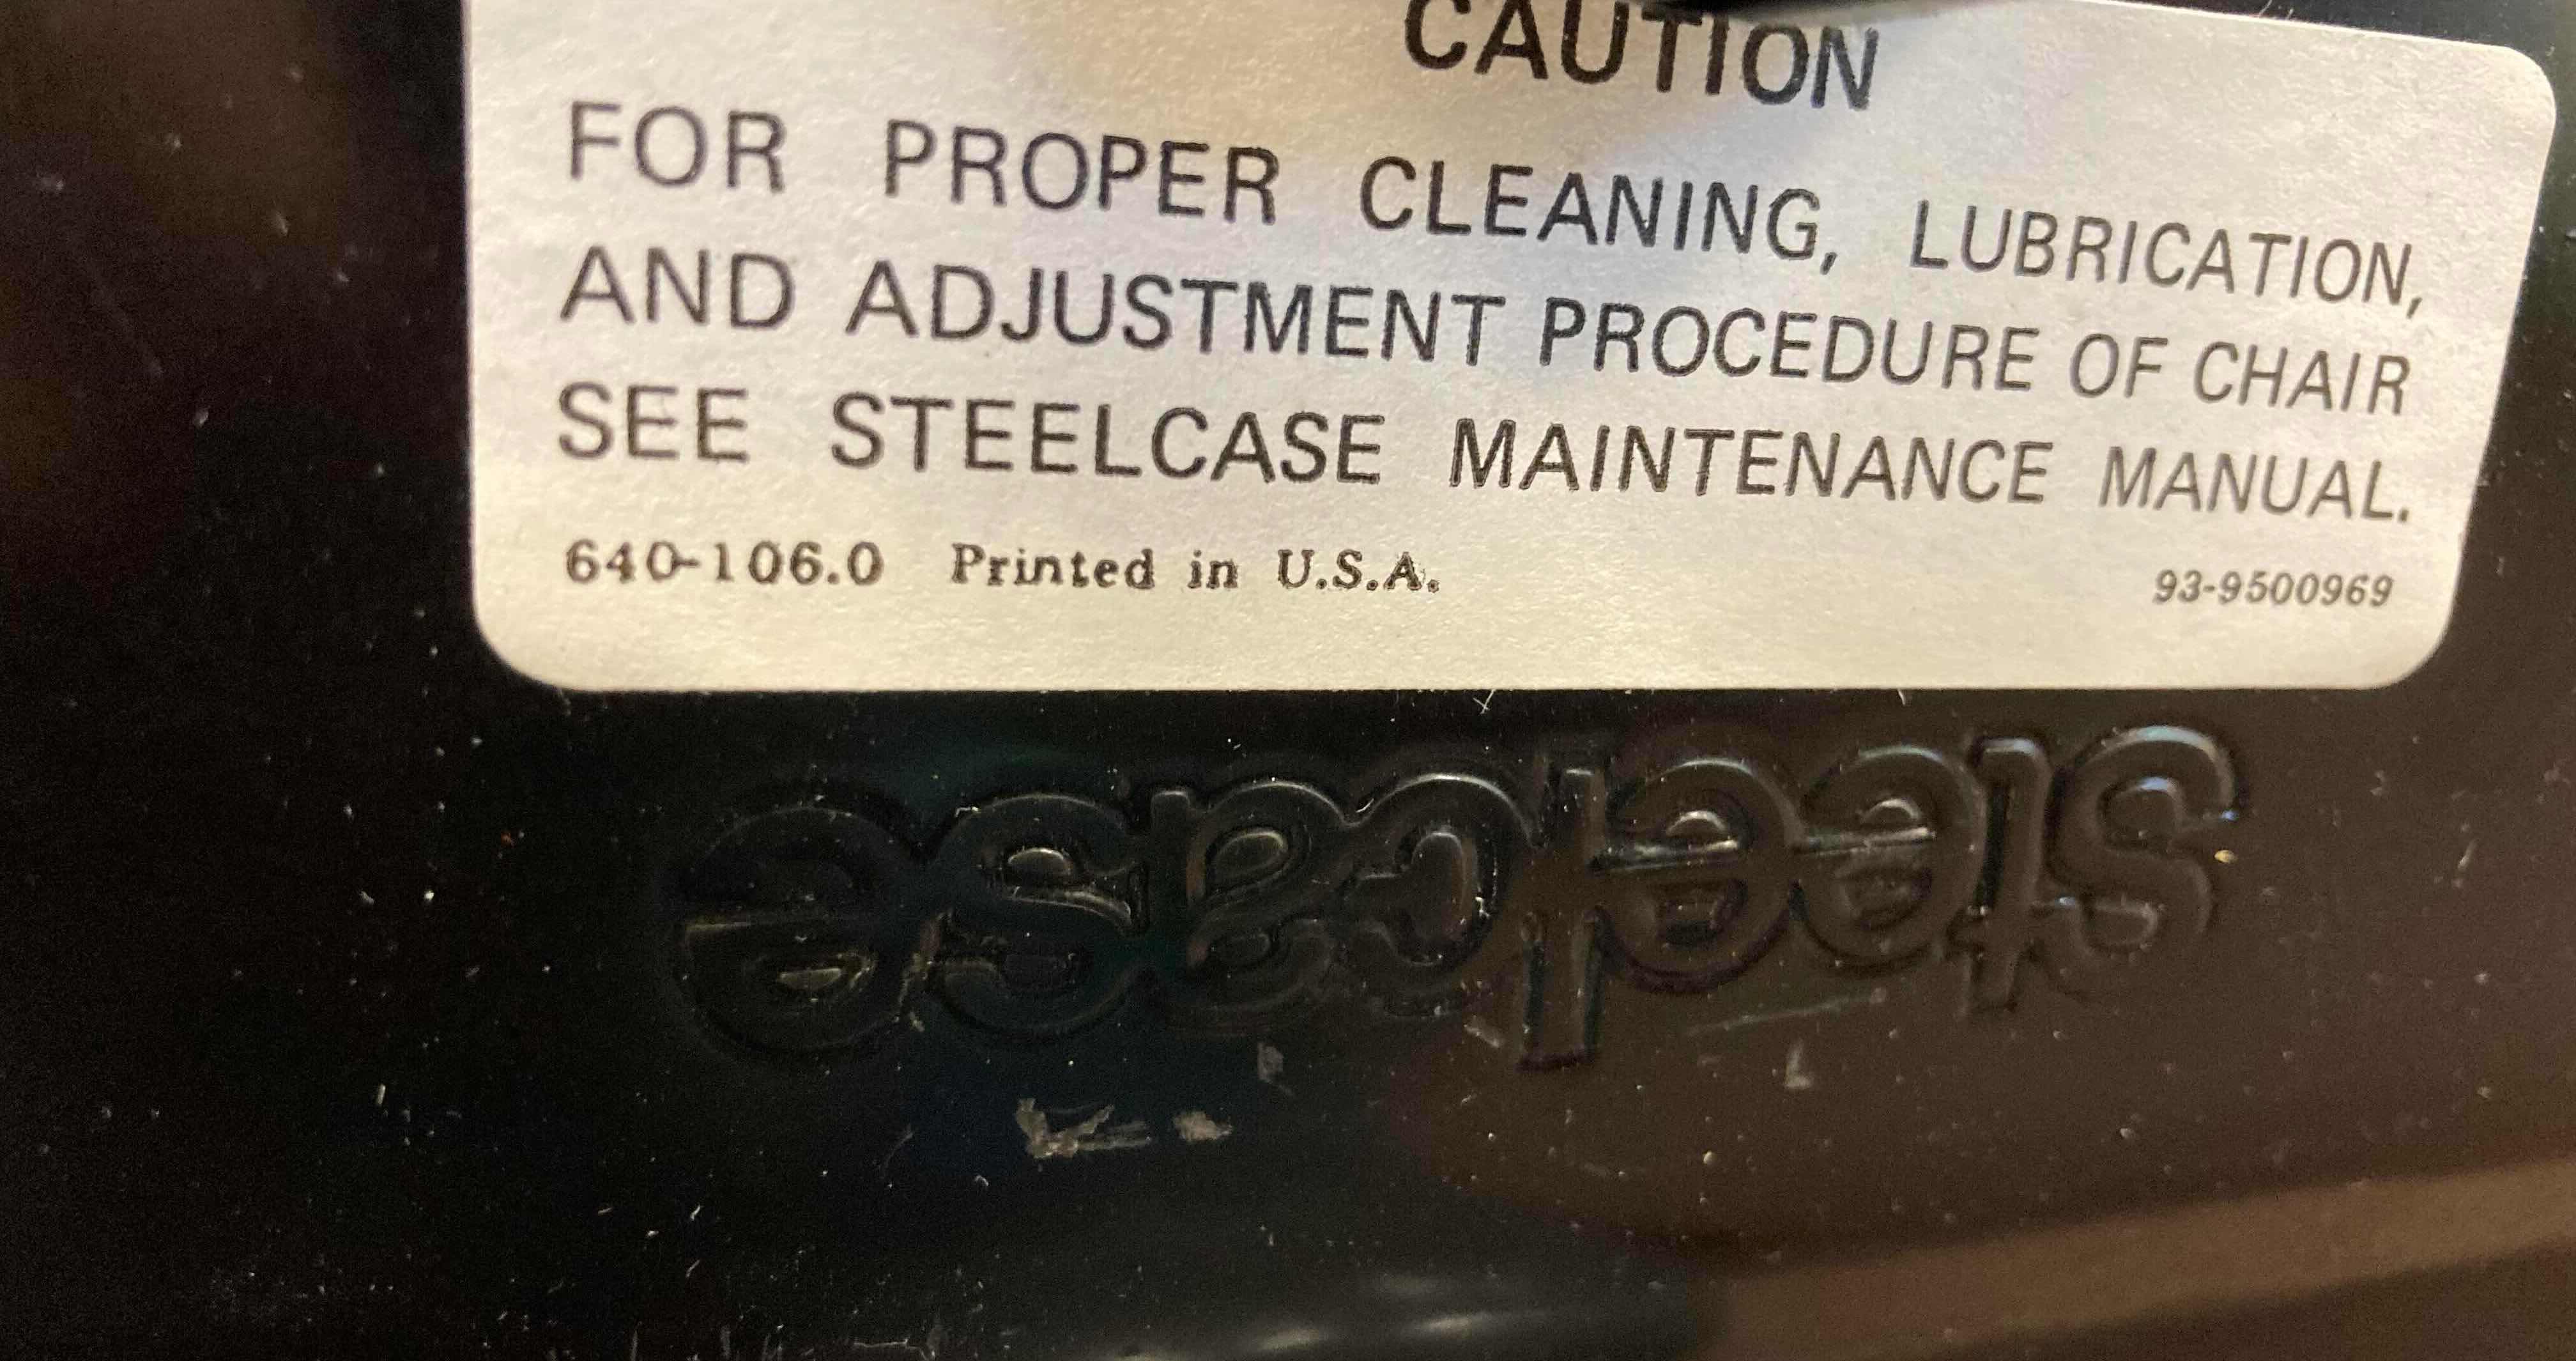 CAUTION
FOR PROPER CLEANING, LUBRICATION,
AND ADJUSTMENT PROCEDURE OF CHAIR
SEE STEELCASE MAINTENANCE MANUAL.
640-106.0 Printed in U.S.A. 93-9500969
Steelcase